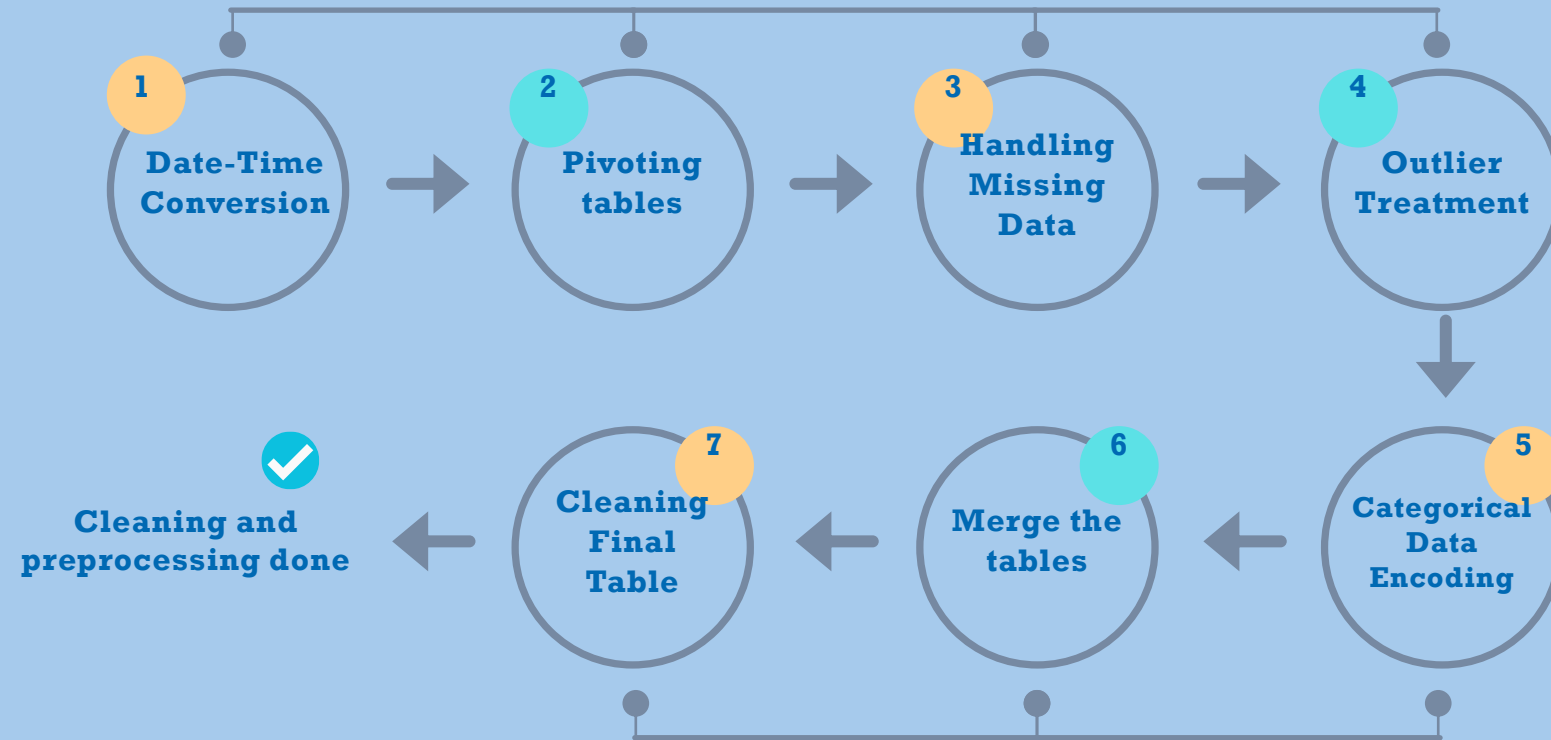 1
Date-Time
Conversion
2
Pivoting
tables
3
Handling
Missing
Data
4
Outlier
Treatment
5
Categorical
Data
Encoding
6
Merge the
tables
7
Cleaning
Final
Table
Cleaning and
preprocessing done